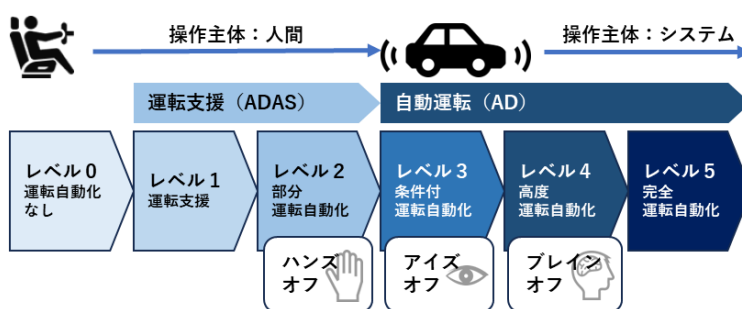 操作主体：人間
操作主体：システム
運転支援（ADAS）
自動運転（AD）
レベル０
運転自動化
なし
レベル１
運転支援
レベル２
部分
運転自動化
レベル３
条件付
運転自動化
レベル４
高度
運転自動化
レベル５
完全
運転自動化
ハンズ
オフ
アイズ
オフ
ブレイン
オフ